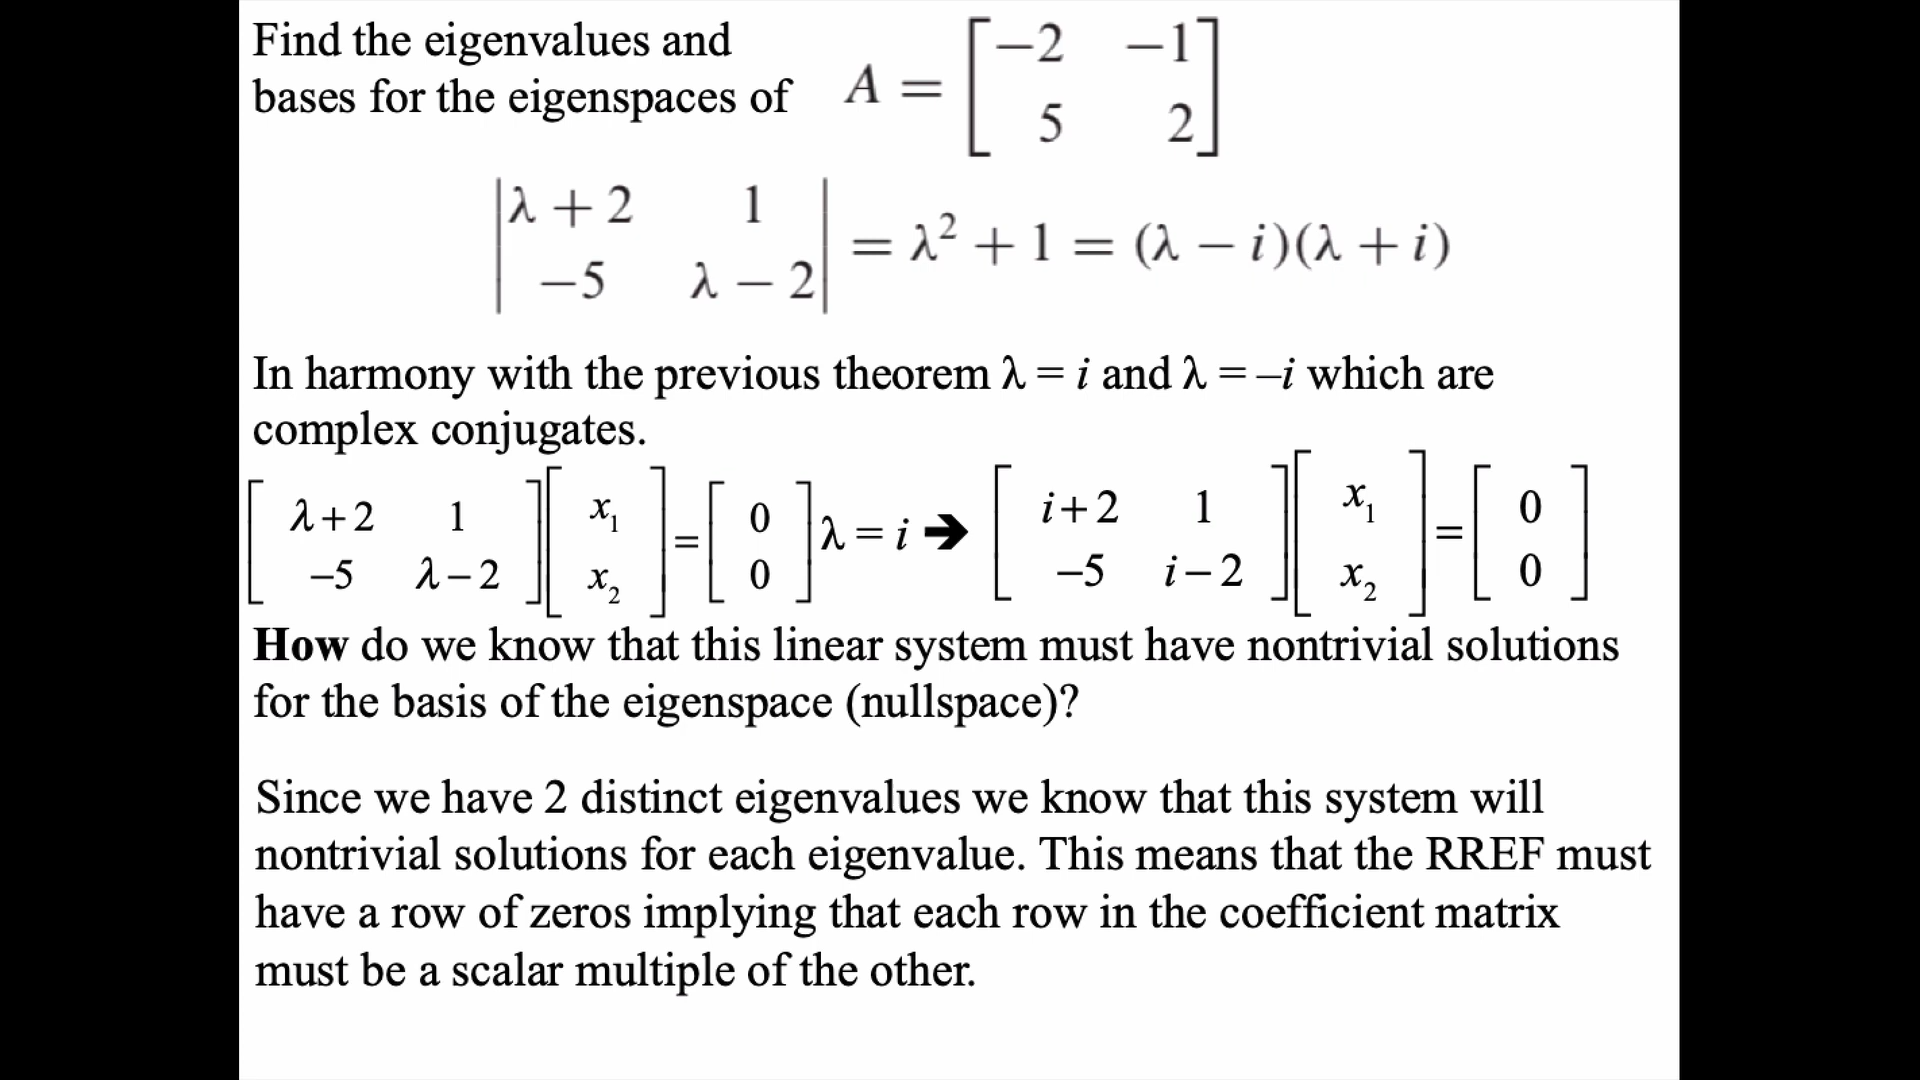 Find the eigenvalues and
bases for the eigenspaces of A = [ −2 −1
5 2 ]
| λ + 2 1
−5 λ − 2 | = λ² + 1 = (λ − i)(λ + i)
In harmony with the previous theorem λ = i and λ = –i which are
complex conjugates.
[ λ+2 1
–5 λ–2 ] [ x₁
x₂ ] = [ 0
0 ] λ = i ➔ [ i+2 1
–5 i–2 ] [ x₁
x₂ ] = [ 0
0 ]
How do we know that this linear system must have nontrivial solutions
for the basis of the eigenspace (nullspace)?
Since we have 2 distinct eigenvalues we know that this system will
nontrivial solutions for each eigenvalue. This means that the RREF must
have a row of zeros implying that each row in the coefficient matrix
must be a scalar multiple of the other.